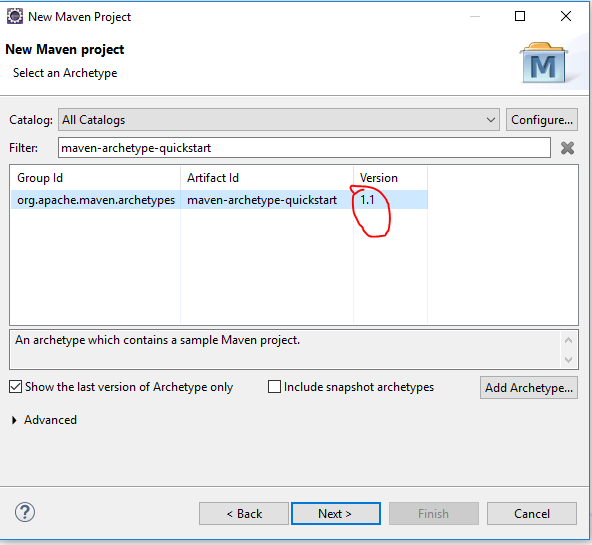 New Maven Project
New Maven project
Select an Archetype
M
Catalog: All Catalogs Configure...
Filter: maven-archetype-quickstart
Group Id Artifact Id Version
org.apache.maven.archetypes maven-archetype-quickstart 1.1
An archetype which contains a sample Maven project.
Show the last version of Archetype only Include snapshot archetypes Add Archetype...
Advanced
? < Back Next > Finish Cancel